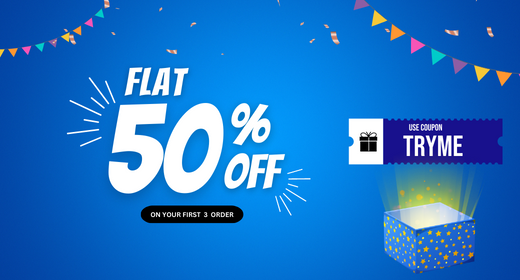 FLAT
50%
OFF
ON YOUR FIRST 3 ORDER
USE COUPON
TRYME